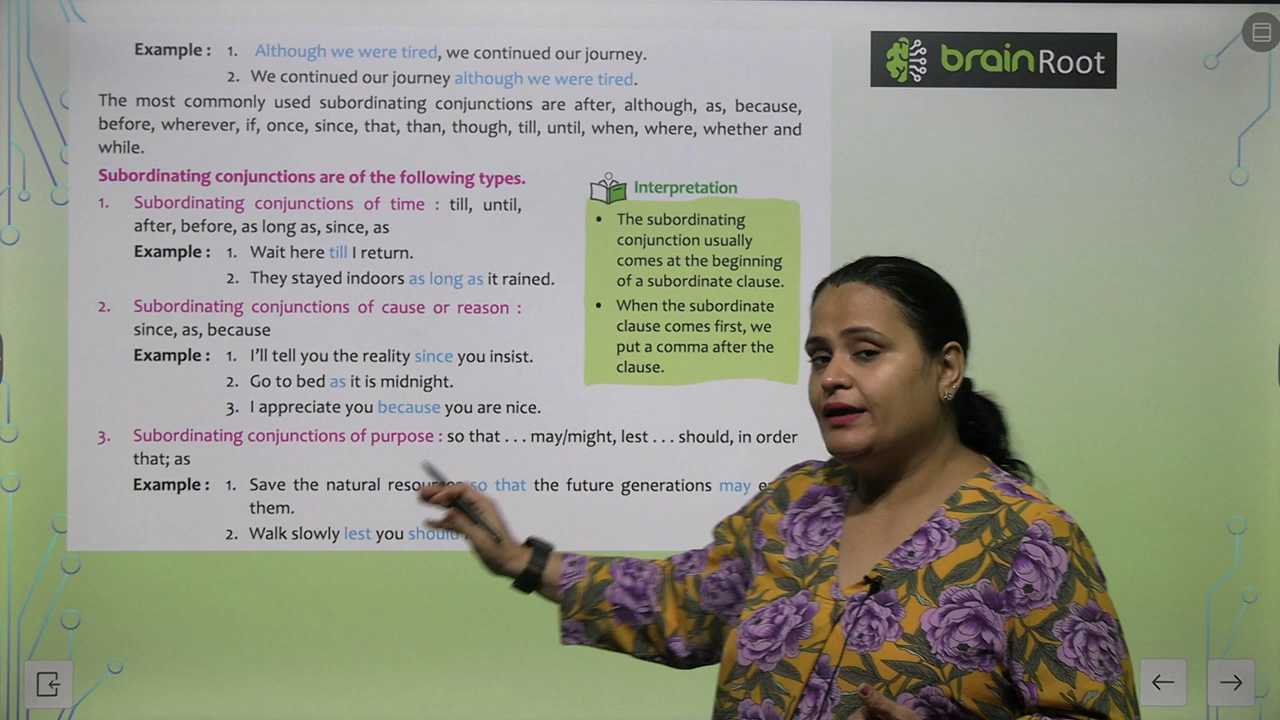 Example : 1. Although we were tired, we continued our journey.
2. We continued our journey although we were tired.
The most commonly used subordinating conjunctions are after, although, as, because,
before, wherever, if, once, since, that, than, though, till, until, when, where, whether and
while.
Subordinating conjunctions are of the following types.
1. Subordinating conjunctions of time : till, until,
after, before, as long as, since, as
Example : 1. Wait here till I return.
2. They stayed indoors as long as it rained.
2. Subordinating conjunctions of cause or reason :
since, as, because
Example : 1. I'll tell you the reality since you insist.
2. Go to bed as it is midnight.
3. I appreciate you because you are nice.
3. Subordinating conjunctions of purpose : so that . . . may/might, lest . . . should, in order
that; as
Example : 1. Save the natural resources so that the future generations may
them.
2. Walk slowly lest you should
Interpretation
• The subordinating
conjunction usually
comes at the beginning
of a subordinate clause.
• When the subordinate
clause comes first, we
put a comma after the
clause.
brainRoot